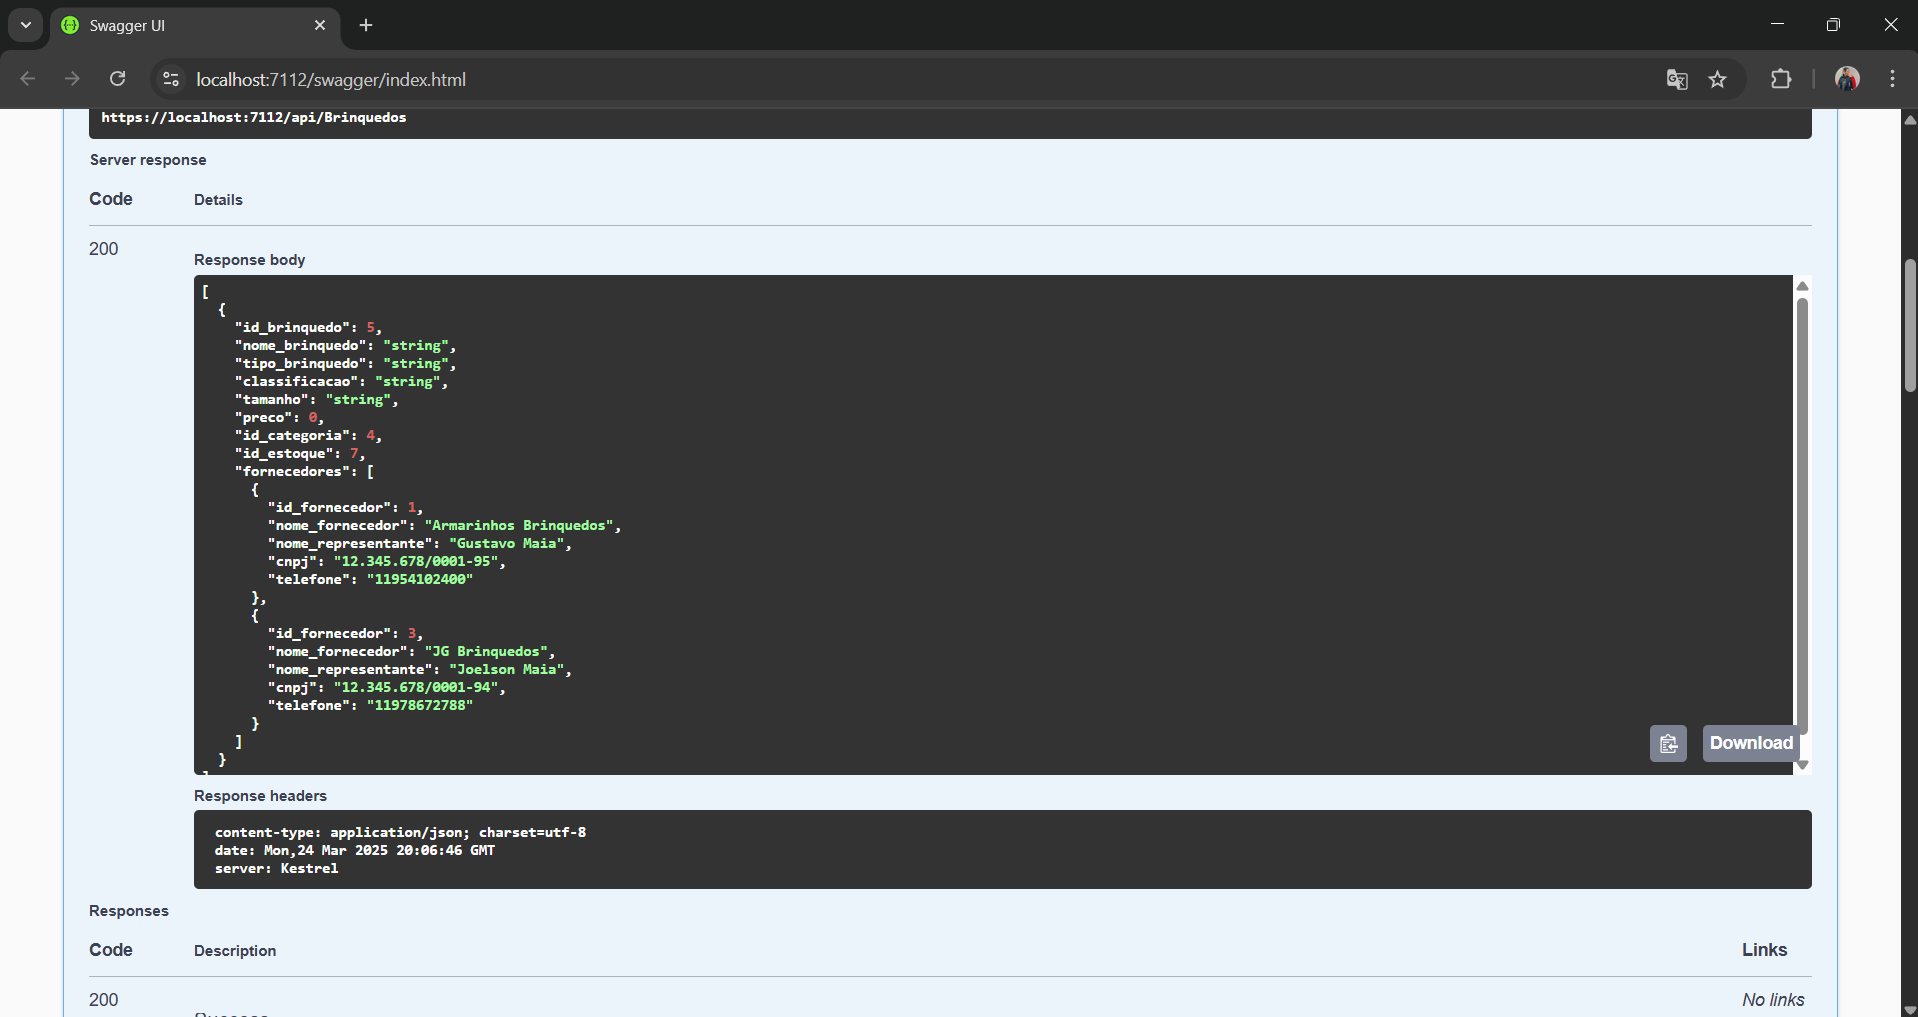 Swagger UI
localhost:7112/swagger/index.html
https://localhost:7112/api/Brinquedos
Server response
Code Details
200
Response body
[
  {
    "id_brinquedo": 5,
    "nome_brinquedo": "string",
    "tipo_brinquedo": "string",
    "classificacao": "string",
    "tamanho": "string",
    "preco": 0,
    "id_categoria": 4,
    "id_estoque": 7,
    "fornecedores": [
      {
        "id_fornecedor": 1,
        "nome_fornecedor": "Armarinhos Brinquedos",
        "nome_representante": "Gustavo Maia",
        "cnpj": "12.345.678/0001-95",
        "telefone": "11954102400"
      },
      {
        "id_fornecedor": 3,
        "nome_fornecedor": "JG Brinquedos",
        "nome_representante": "Joelson Maia",
        "cnpj": "12.345.678/0001-94",
        "telefone": "11978672788"
      }
    ]
  }
Download
Response headers
content-type: application/json; charset=utf-8
date: Mon,24 Mar 2025 20:06:46 GMT
server: Kestrel
Responses
Code Description Links
200 No links